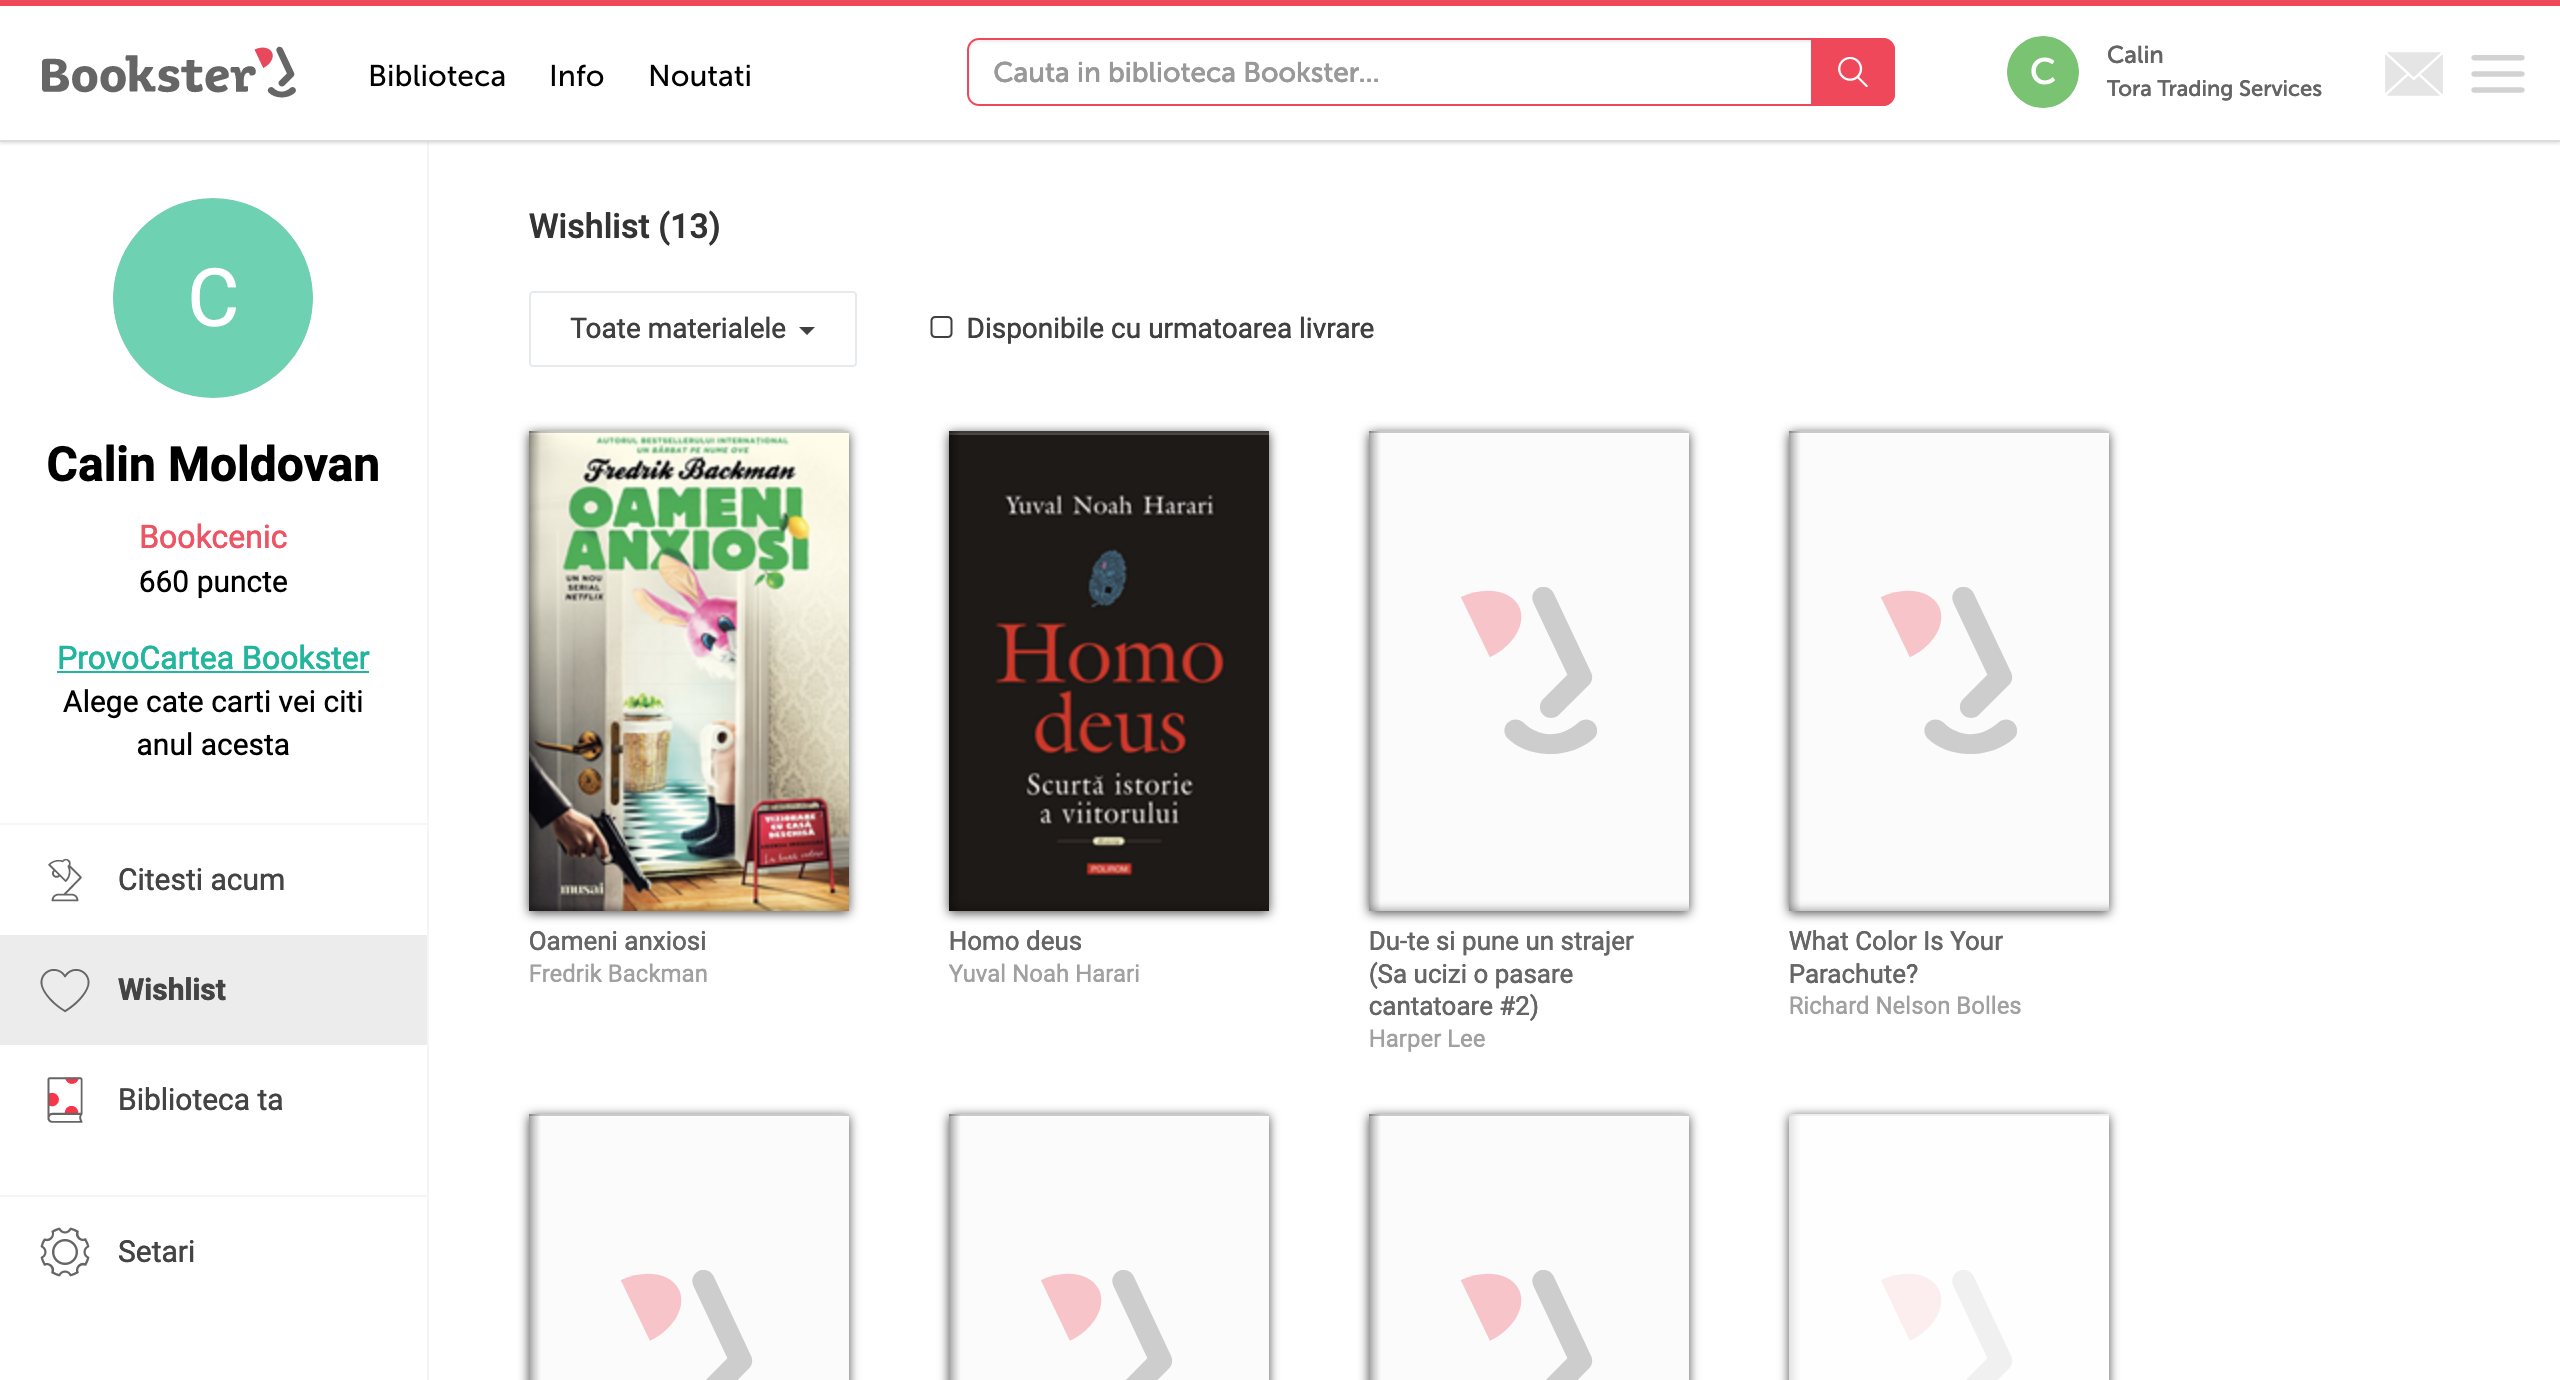 Bookster
Biblioteca
Info
Noutati
Cauta in biblioteca Bookster...
C
Calin
Tora Trading Services
C
Calin Moldovan
Bookcenic
660 puncte
ProvoCartea Bookster
Alege cate carti vei citi
anul acesta
Citesti acum
Wishlist
Biblioteca ta
Setari
Wishlist (13)
Toate materialele
Disponibile cu urmatoarea livrare
AUTORUL BESTSELLERULUI INTERNAȚIONAL
UN BĂRBAT PE NUME OVE
Fredrik Backman
OAMENI
ANXIOȘI
UN NOU
SERIAL
NETFLIX
VIZIONARE
CU CASĂ
DESCHISĂ
musai
Oameni anxiosi
Fredrik Backman
Yuval Noah Harari
Homo
deus
Scurtă istorie
a viitorului
POLIROM
Homo deus
Yuval Noah Harari
Du-te si pune un strajer
(Sa ucizi o pasare
cantatoare #2)
Harper Lee
What Color Is Your
Parachute?
Richard Nelson Bolles